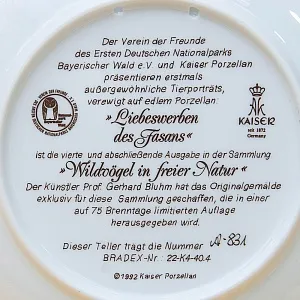 Der Verein der Freunde
des Ersten Deutschen Nationalparks
Bayerischer Wald e.V. und Kaiser Porzellan
präsentieren erstmals
außergewöhnliche Tierporträts,
verewigt auf edlem Porzellan:
»Liebeswerben
des Fasans«
KAISER
seit 1872
Germany
ist die vierte und abschließende Ausgabe in der Sammlung
»Wildvögel in freier Natur«
Der Künstler Prof. Gerhard Bluhm hat das Originalgemälde
exklusiv für diese Sammlung geschaffen, die in einer
auf 75 Brenntage limitierten Auflage
herausgegeben wird.
Dieser Teller trägt die Nummer A-831
BRADEX-Nr.: 22-K4-40.4
©1992 Kaiser Porzellan